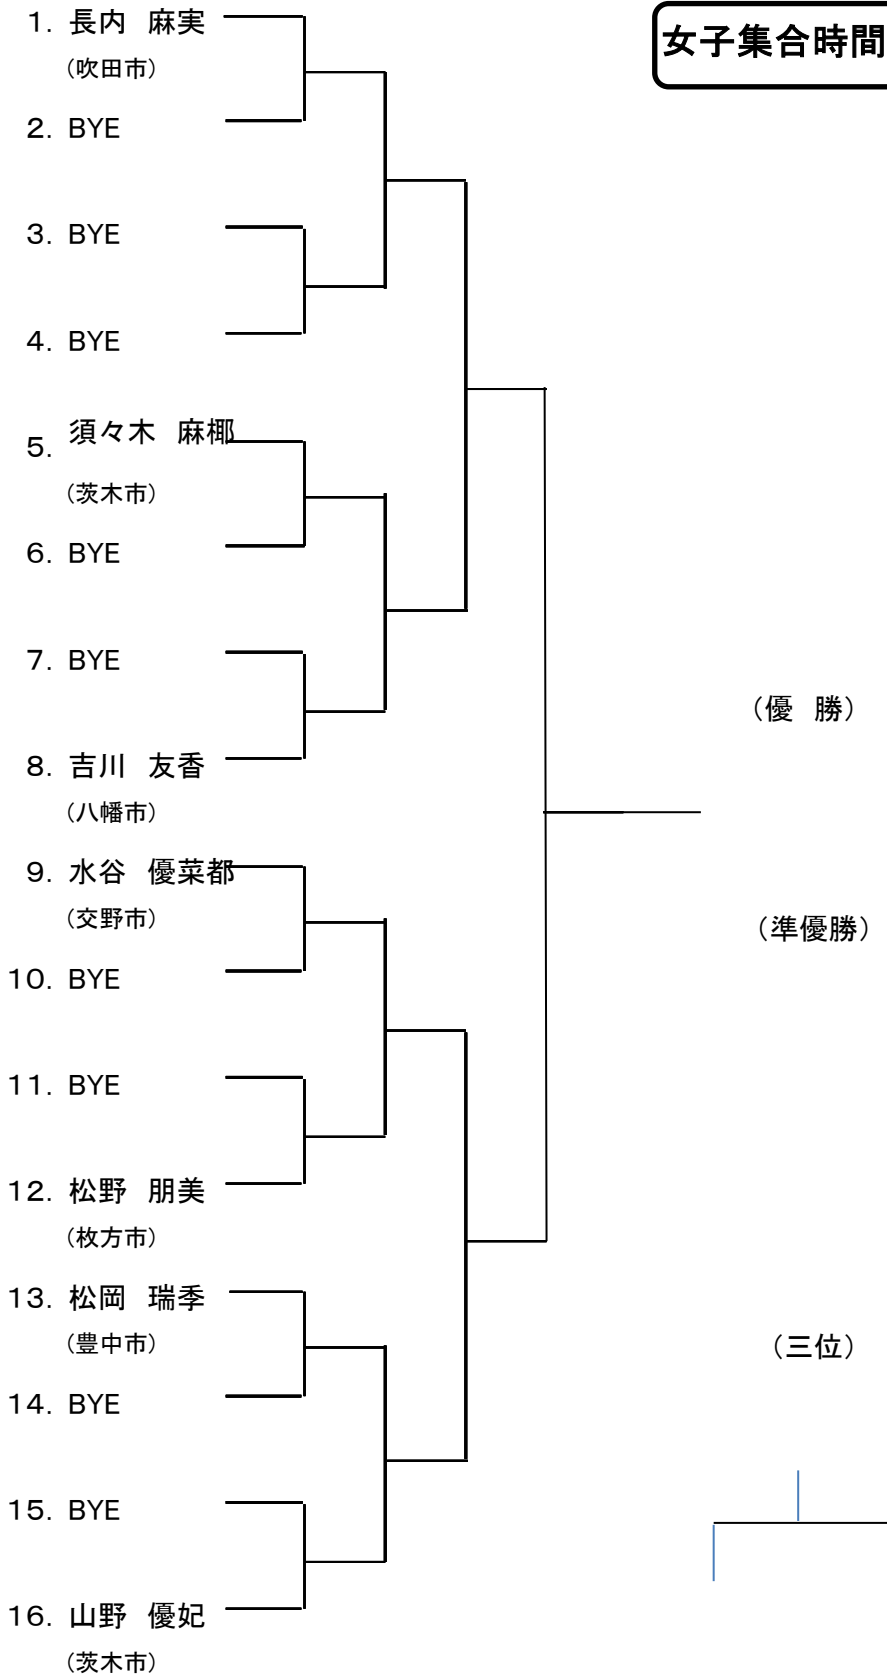 女子集合時間
1. 長内　麻実
(吹田市)
2. BYE
3. BYE
4. BYE
5. 須々木　麻椰
(茨木市)
6. BYE
7. BYE
8. 吉川　友香
(八幡市)
9. 水谷　優菜都
(交野市)
10. BYE
11. BYE
12. 松野　朋美
(枚方市)
13. 松岡　瑞季
(豊中市)
14. BYE
15. BYE
16. 山野　優妃
(茨木市)
（優　勝）
（準優勝）
（三位）